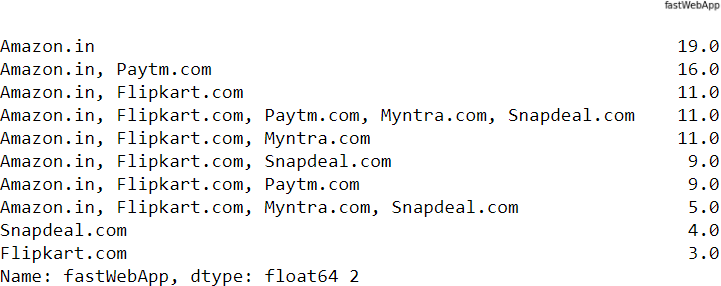 fastWebApp
Amazon.in 19.0
Amazon.in, Paytm.com 16.0
Amazon.in, Flipkart.com 11.0
Amazon.in, Flipkart.com, Paytm.com, Myntra.com, Snapdeal.com 11.0
Amazon.in, Flipkart.com, Myntra.com 11.0
Amazon.in, Flipkart.com, Snapdeal.com 9.0
Amazon.in, Flipkart.com, Paytm.com 9.0
Amazon.in, Flipkart.com, Myntra.com, Snapdeal.com 5.0
Snapdeal.com 4.0
Flipkart.com 3.0
Name: fastWebApp, dtype: float64 2